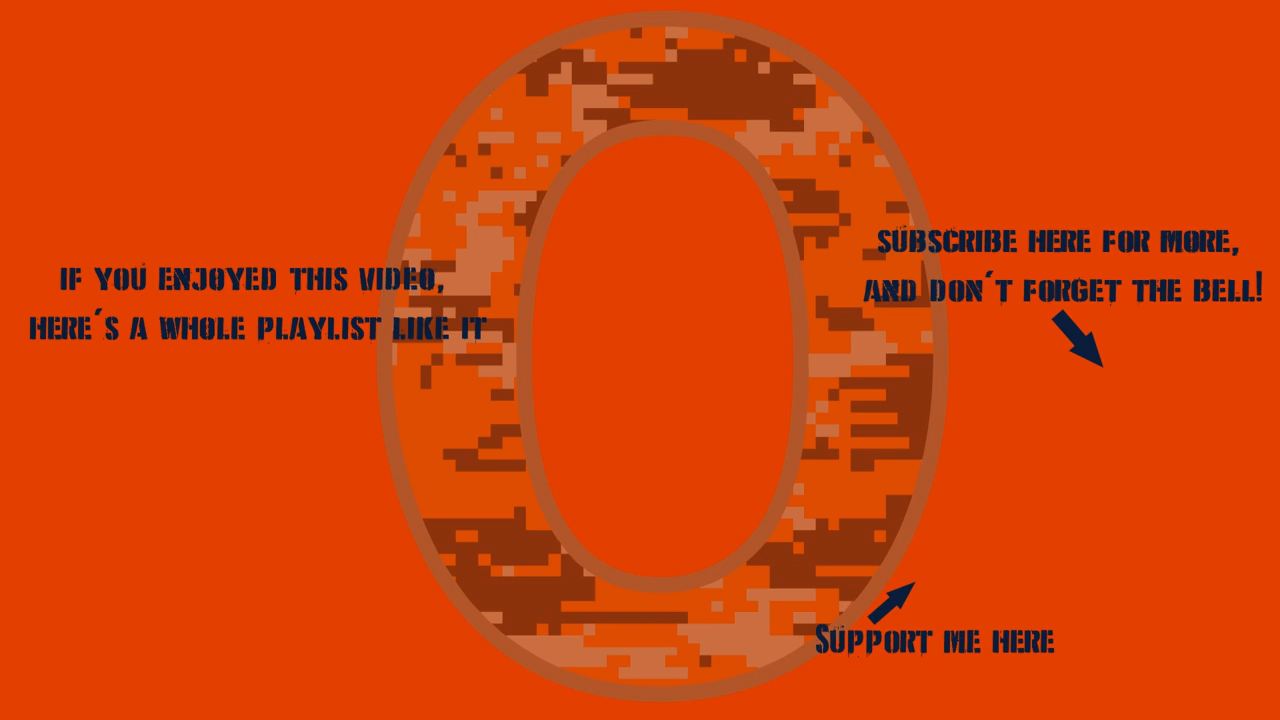 IF YOU ENJOYED THIS VIDEO,
HERE´S A WHOLE PLAYLIST LIKE IT
SUBSCRIBE HERE FOR MORE,
AND DON´T FORGET THE BELL!
SUPPORT ME HERE
O